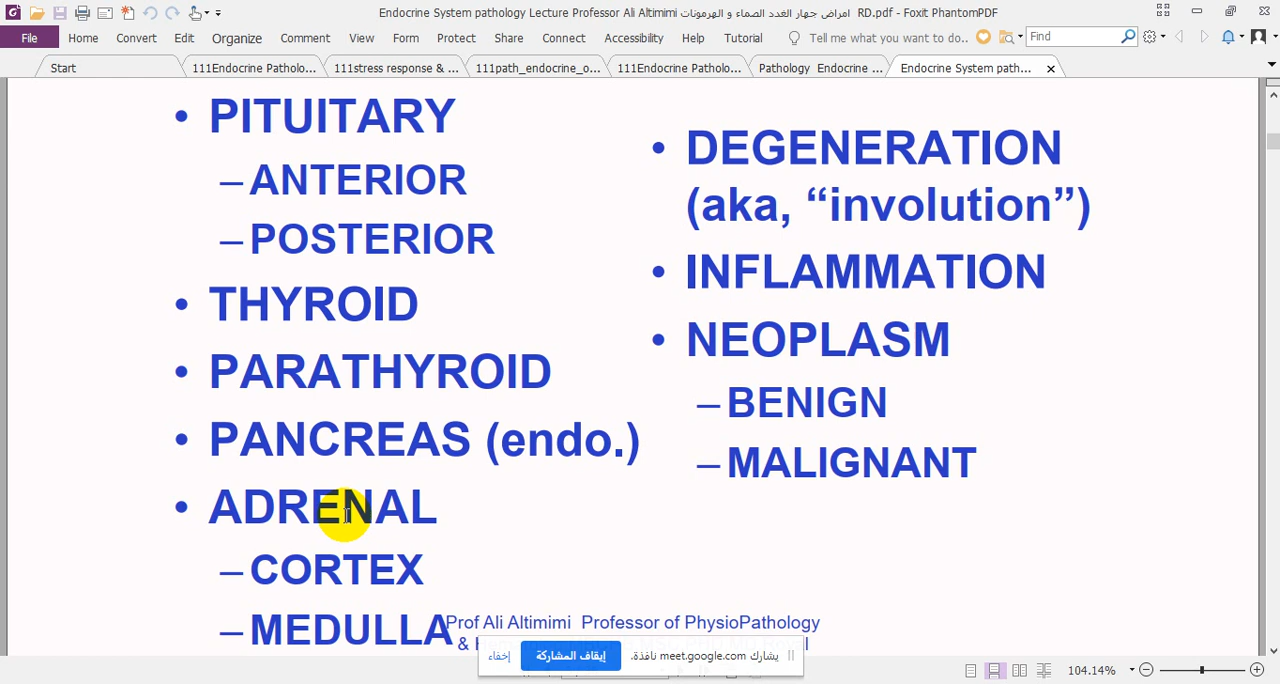 Endocrine System pathology Lecture Professor Ali Altimimi امراض جهاز الغدد الصماء و الهرمونات RD.pdf - Foxit PhantomPDF
File Home Convert Edit Organize Comment View Form Protect Share Connect Accessibility Help Tutorial Tell me what you want to do.. Find
Start 111Endocrine Patholo... 111stress response & ... 111path_endocrine_o... 111Endocrine Patholo... Pathology Endocrine ... Endocrine System path...
• PITUITARY
– ANTERIOR
– POSTERIOR
• THYROID
• PARATHYROID
• PANCREAS (endo.)
• ADRENAL
– CORTEX
– MEDULLA
• DEGENERATION
(aka, “involution”)
• INFLAMMATION
• NEOPLASM
– BENIGN
– MALIGNANT
Prof Ali Altimimi Professor of PhysioPathology
&
يشارك meet.google.com نافذة. إيقاف المشاركة إخفاء
104.14%